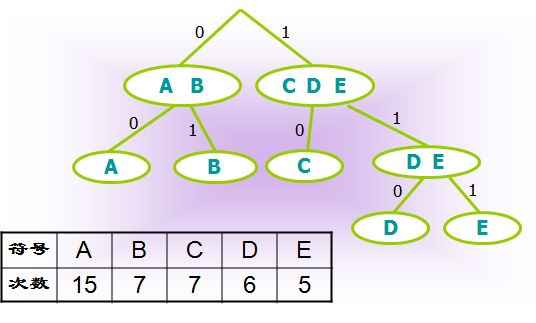 0 1
A B C D E
0 1 0 1
A B C D E
0 1
D E
符号 A B C D E
次数 15 7 7 6 5